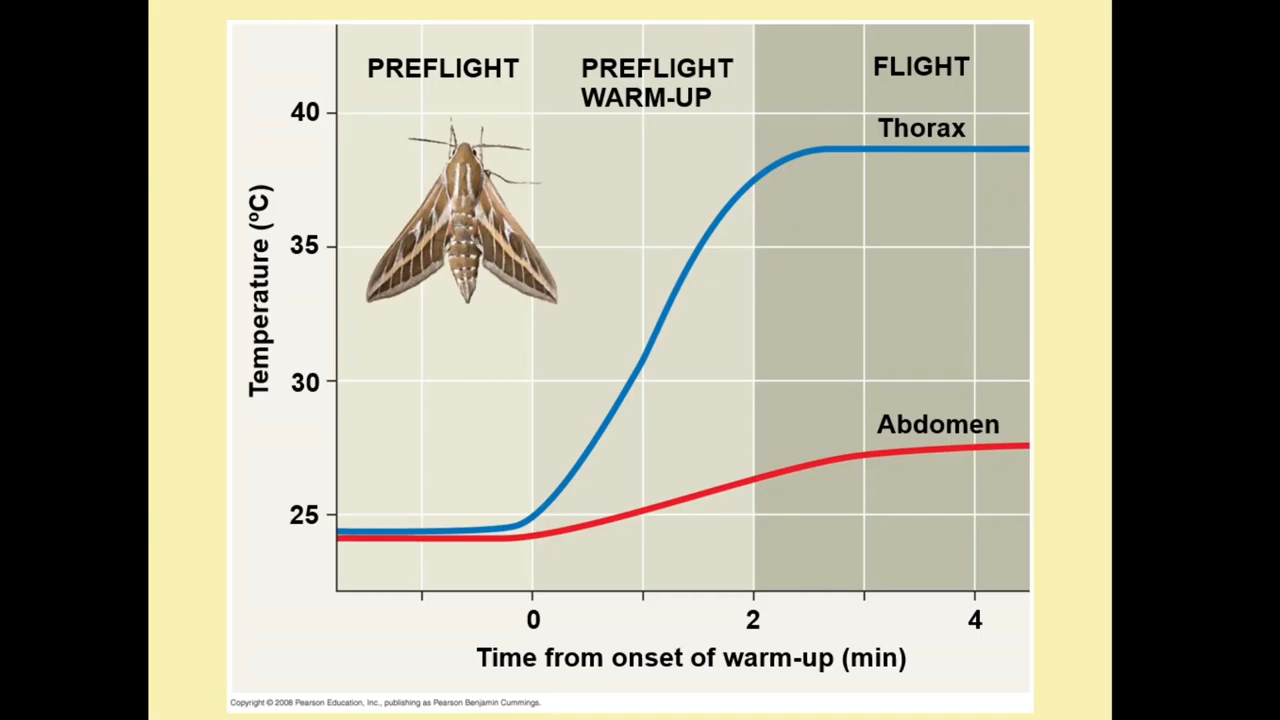 PREFLIGHT
PREFLIGHT
WARM-UP
FLIGHT
Thorax
Abdomen
40
35
30
25
Temperature (ºC)
0
2
4
Time from onset of warm-up (min)
Copyright © 2008 Pearson Education, Inc., publishing as Pearson Benjamin Cummings.